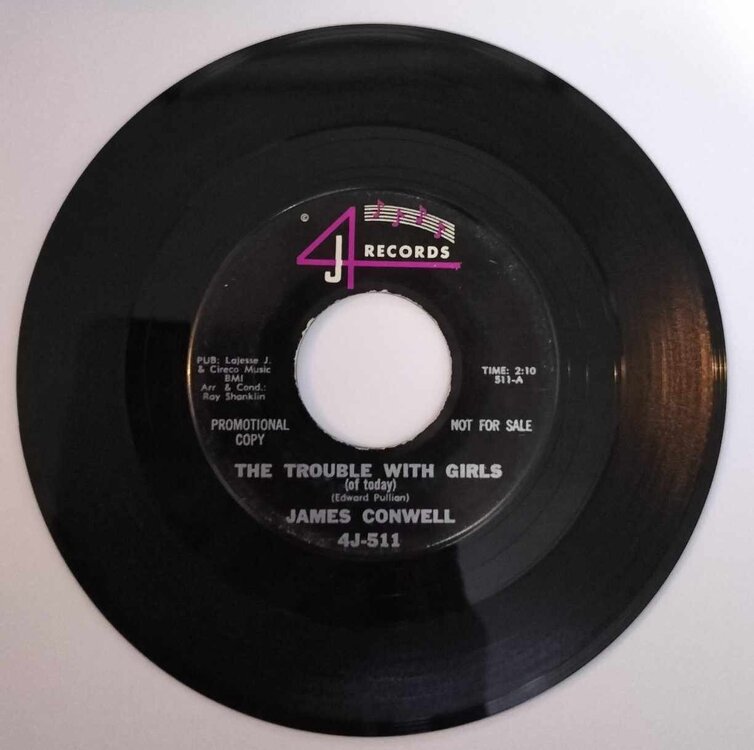 ©
4J RECORDS
PUB: Lajesse J.
& Cireco Music
BMI
Arr & Cond.:
Ray Shanklin
TIME: 2:10
511-A
PROMOTIONAL
COPY
NOT FOR SALE
THE TROUBLE WITH GIRLS
(of today)
(Edward Pullian)
JAMES CONWELL
4J-511